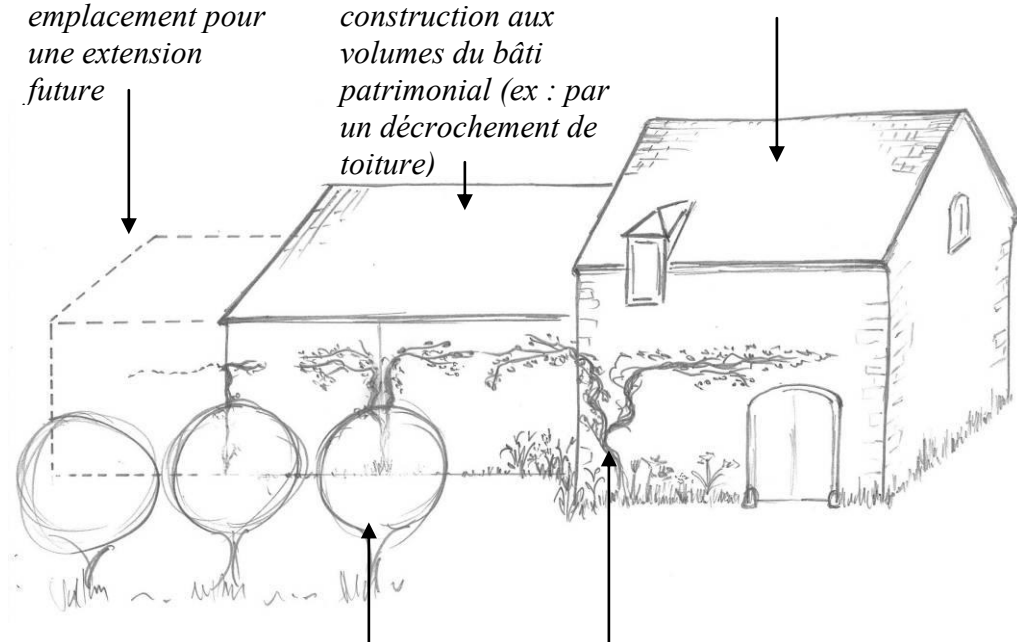 emplacement pour
une extension
future
construction aux
volumes du bâti
patrimonial (ex : par
un décrochement de
toiture)